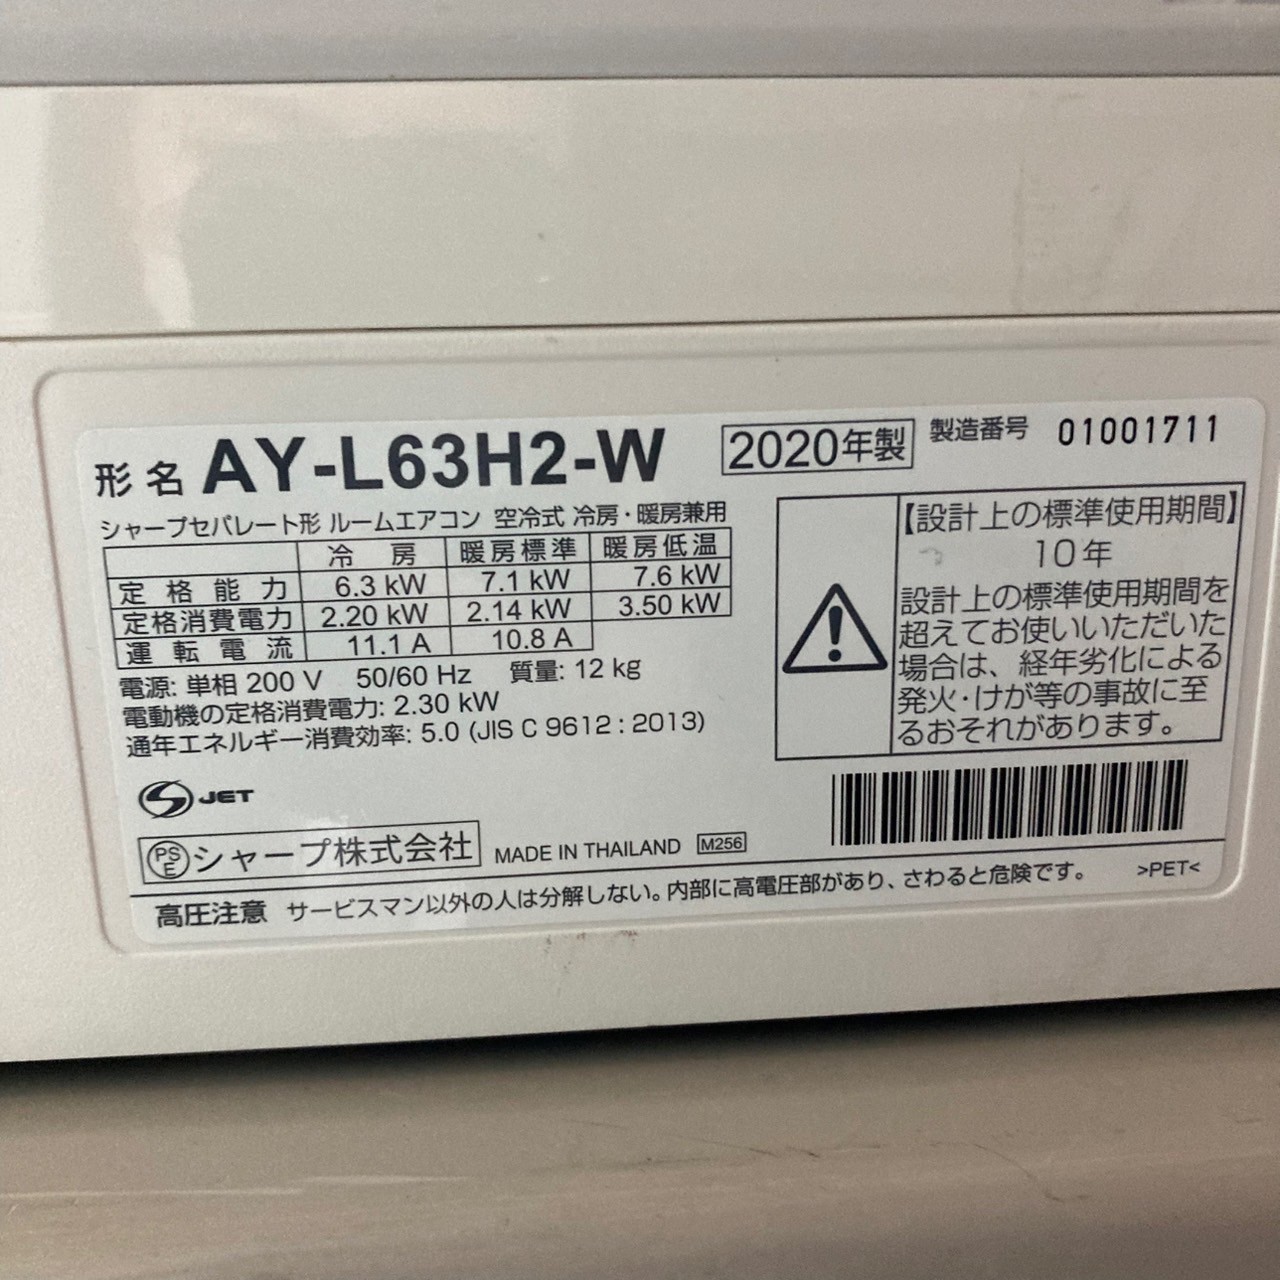 形名 AY-L63H2-W 2020年製 製造番号 01001711
シャープセパレート形 ルームエアコン 空冷式 冷房・暖房兼用
冷房 暖房標準 暖房低温
定格能力 6.3 kW 7.1 kW 7.6 kW
定格消費電力 2.20 kW 2.14 kW 3.50 kW
運転電流 11.1 A 10.8 A
電源: 単相 200 V 50/60 Hz 質量: 12 kg
電動機の定格消費電力: 2.30 kW
通年エネルギー消費効率: 5.0 (JIS C 9612 : 2013)
【設計上の標準使用期間】
10年
設計上の標準使用期間を
超えてお使いいただいた
場合は、経年劣化による
発火・けが等の事故に至
るおそれがあります。
S JET
PS
E シャープ株式会社 MADE IN THAILAND M256
>PET<
高圧注意 サービスマン以外の人は分解しない。内部に高電圧部があり、さわると危険です。